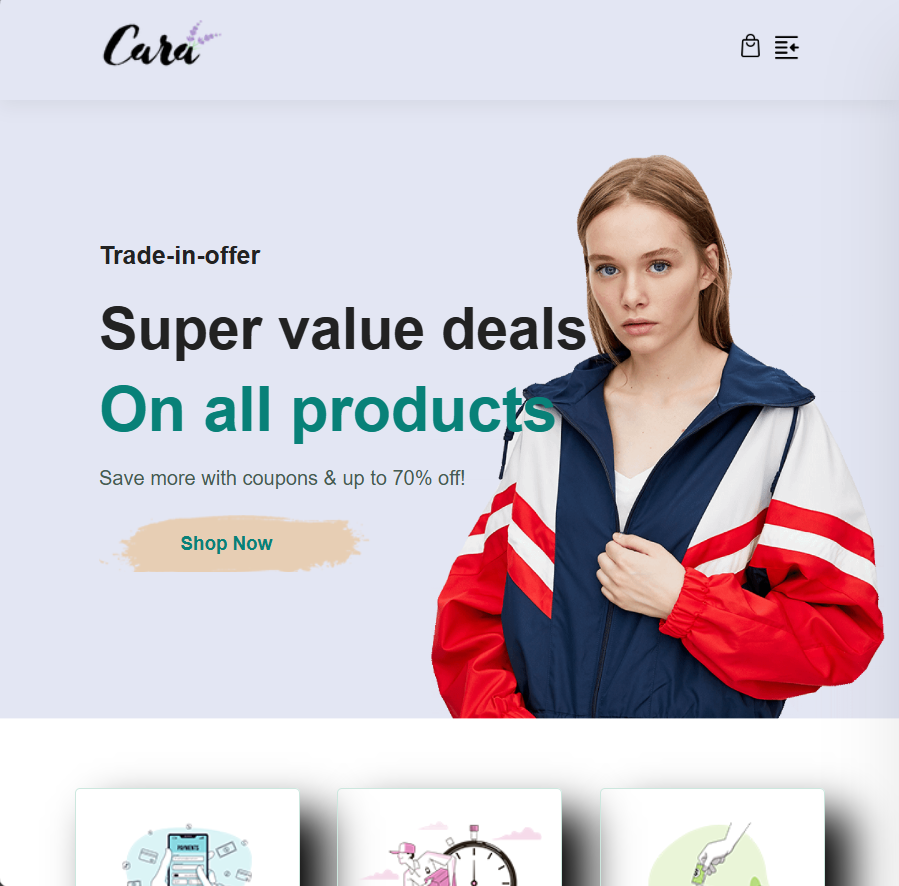 Cara
Trade-in-offer
Super value deals
On all products
Save more with coupons & up to 70% off!
Shop Now
PAYMENTS